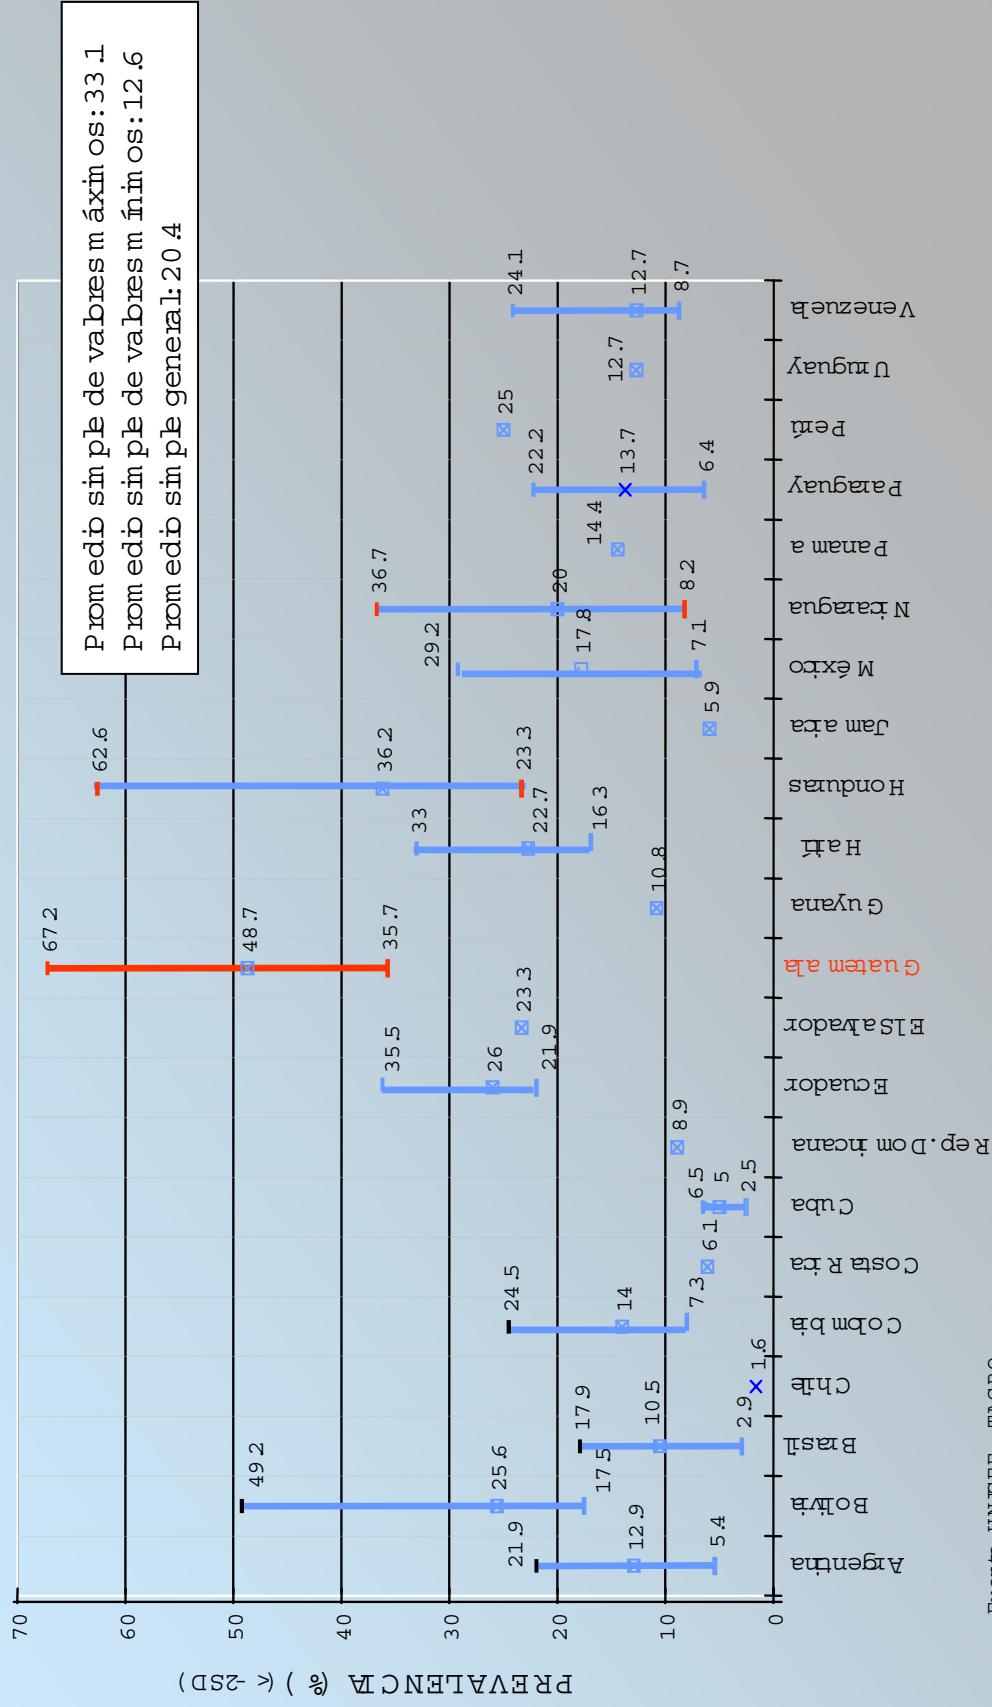 Promedio simple de valores máximos: 33.1
Promedio simple de valores mínimos: 12.6
Promedio simple general: 20.4
PREVALENCIA (%) (< -2SD)
70
60
50
40
30
20
10
0
21.9
12.9
5.4
49.2
25.6
17.5
17.9
10.5
2.9
1.6
24.5
14
7.3
6.1
6.5
5
2.5
8.9
35.5
26
21.9
23.3
67.2
48.7
35.7
10.8
33
22.7
16.3
62.6
36.2
23.3
5.9
29.2
17.8
7.1
36.7
20
8.2
14.4
22.2
13.7
6.4
25
12.7
24.1
12.7
8.7
Argentina
Bolivia
Brasil
Chile
Colombia
Costa Rica
Cuba
Rep. Domincana
Ecuador
El Salvador
Guatemala
Guyana
Haití
Honduras
Jamaica
México
Nicaragua
Panama
Paraguay
Perú
Uruguay
Venezuela